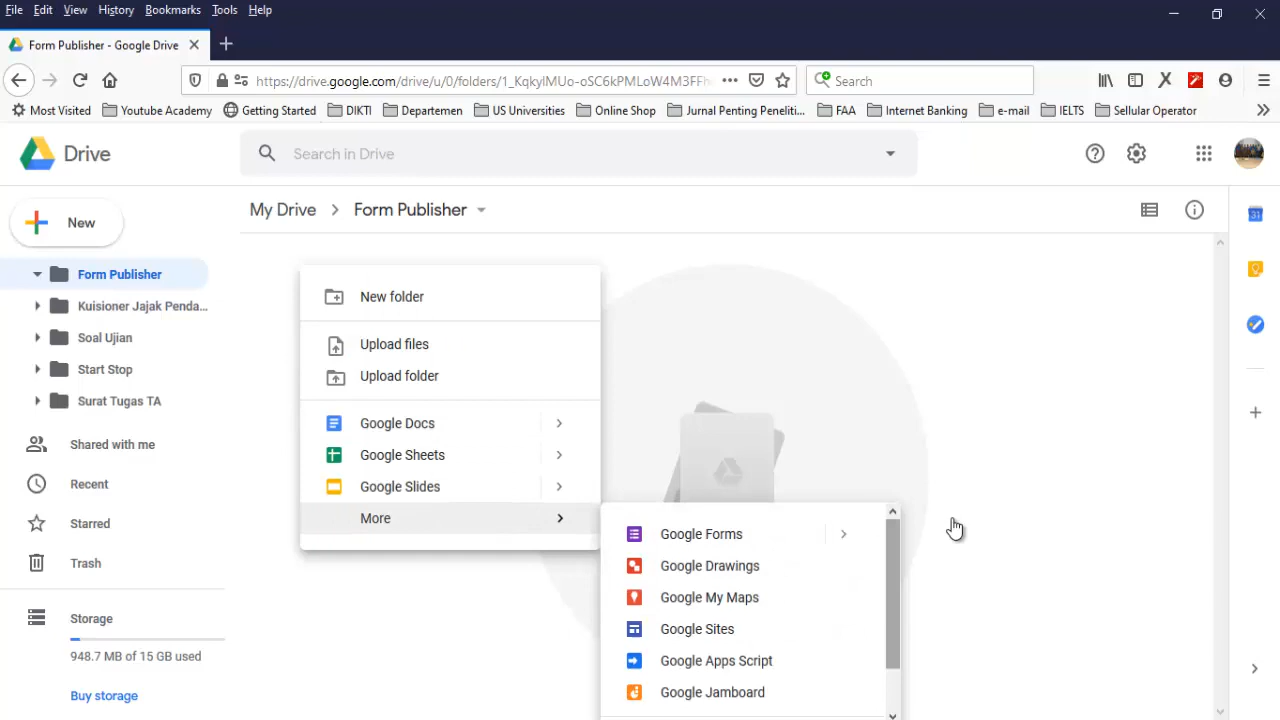 File Edit View History Bookmarks Tools Help
Form Publisher - Google Drive
https://drive.google.com/drive/u/0/folders/1_KqkylMUo-oSC6kPMLoW4M3FFh
Search
Most Visited Youtube Academy Getting Started DIKTI Departemen US Universities Online Shop Jurnal Penting Peneliti... FAA Internet Banking e-mail IELTS Sellular Operator
Drive
Search in Drive
New
My Drive > Form Publisher
31
Form Publisher
Kuisioner Jajak Penda...
Soal Ujian
Start Stop
Surat Tugas TA
Shared with me
Recent
Starred
Trash
Storage
948.7 MB of 15 GB used
Buy storage
New folder
Upload files
Upload folder
Google Docs
Google Sheets
Google Slides
More
Google Forms
Google Drawings
Google My Maps
Google Sites
Google Apps Script
Google Jamboard